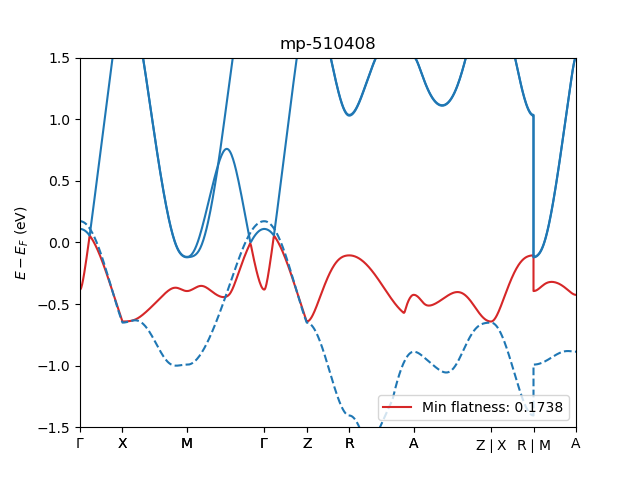 mp-510408
E − E_F (eV)
1.5
1.0
0.5
0.0
−0.5
−1.0
−1.5
Min flatness: 0.1738
Γ X M Γ Z R A Z | X R | M A